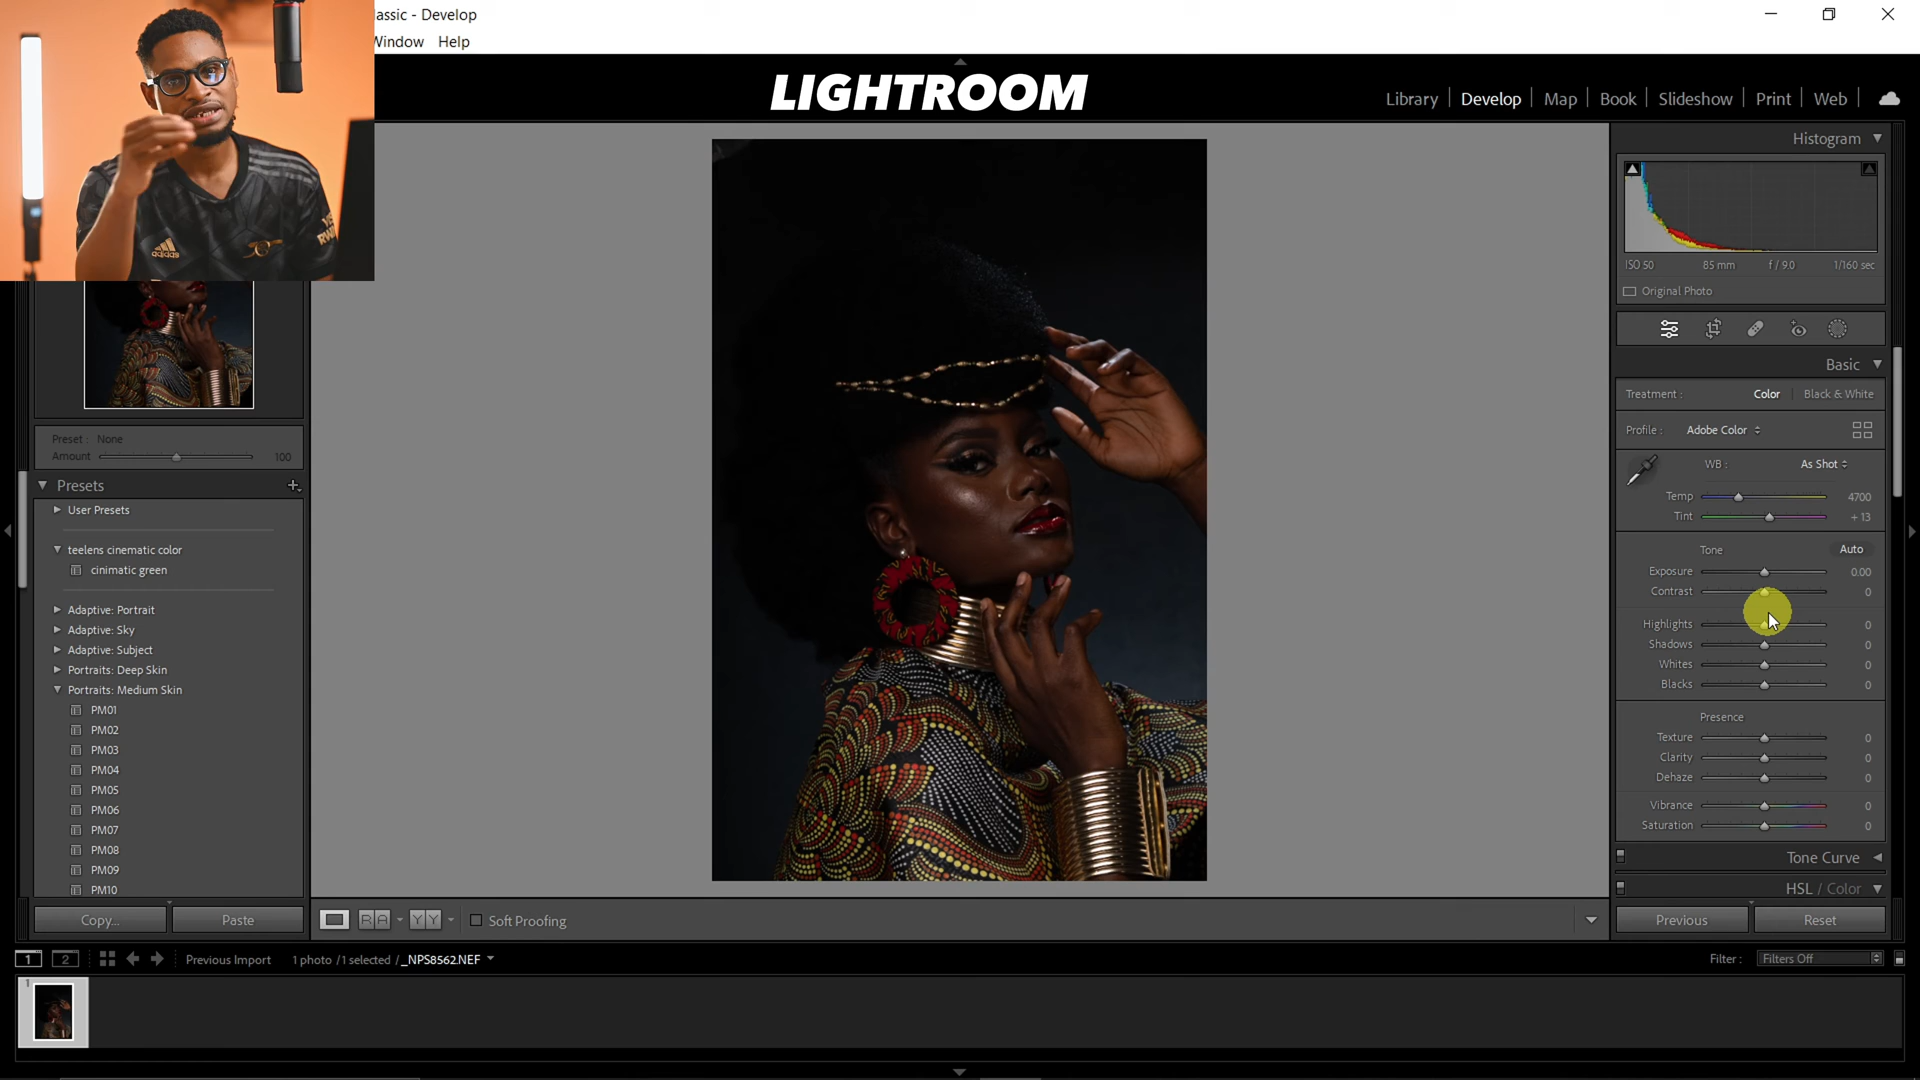 assic - Develop
Window Help
LIGHTROOM
Library Develop Map Book Slideshow Print Web
Histogram
ISO 50 85 mm f / 9.0 1/160 sec
Original Photo
adidas
Basic
Treatment : Color Black & White
Profile : Adobe Color
WB : As Shot
Temp 4700
Tint + 13
Tone Auto
Exposure 0.00
Contrast 0
Highlights 0
Shadows 0
Whites 0
Blacks 0
Presence
Texture 0
Clarity 0
Dehaze 0
Vibrance 0
Saturation 0
Tone Curve
HSL / Color
Previous Reset
Preset : None
Amount 100
Presets
User Presets
teelens cinematic color
cinimatic green
Adaptive: Portrait
Adaptive: Sky
Adaptive: Subject
Portraits: Deep Skin
Portraits: Medium Skin
PM01
PM02
PM03
PM04
PM05
PM06
PM07
PM08
PM09
PM10
Copy... Paste
R A Y Y Soft Proofing
1 2 Previous Import 1 photo / 1 selected / _NPS8562.NEF
Filter : Filters Off
1